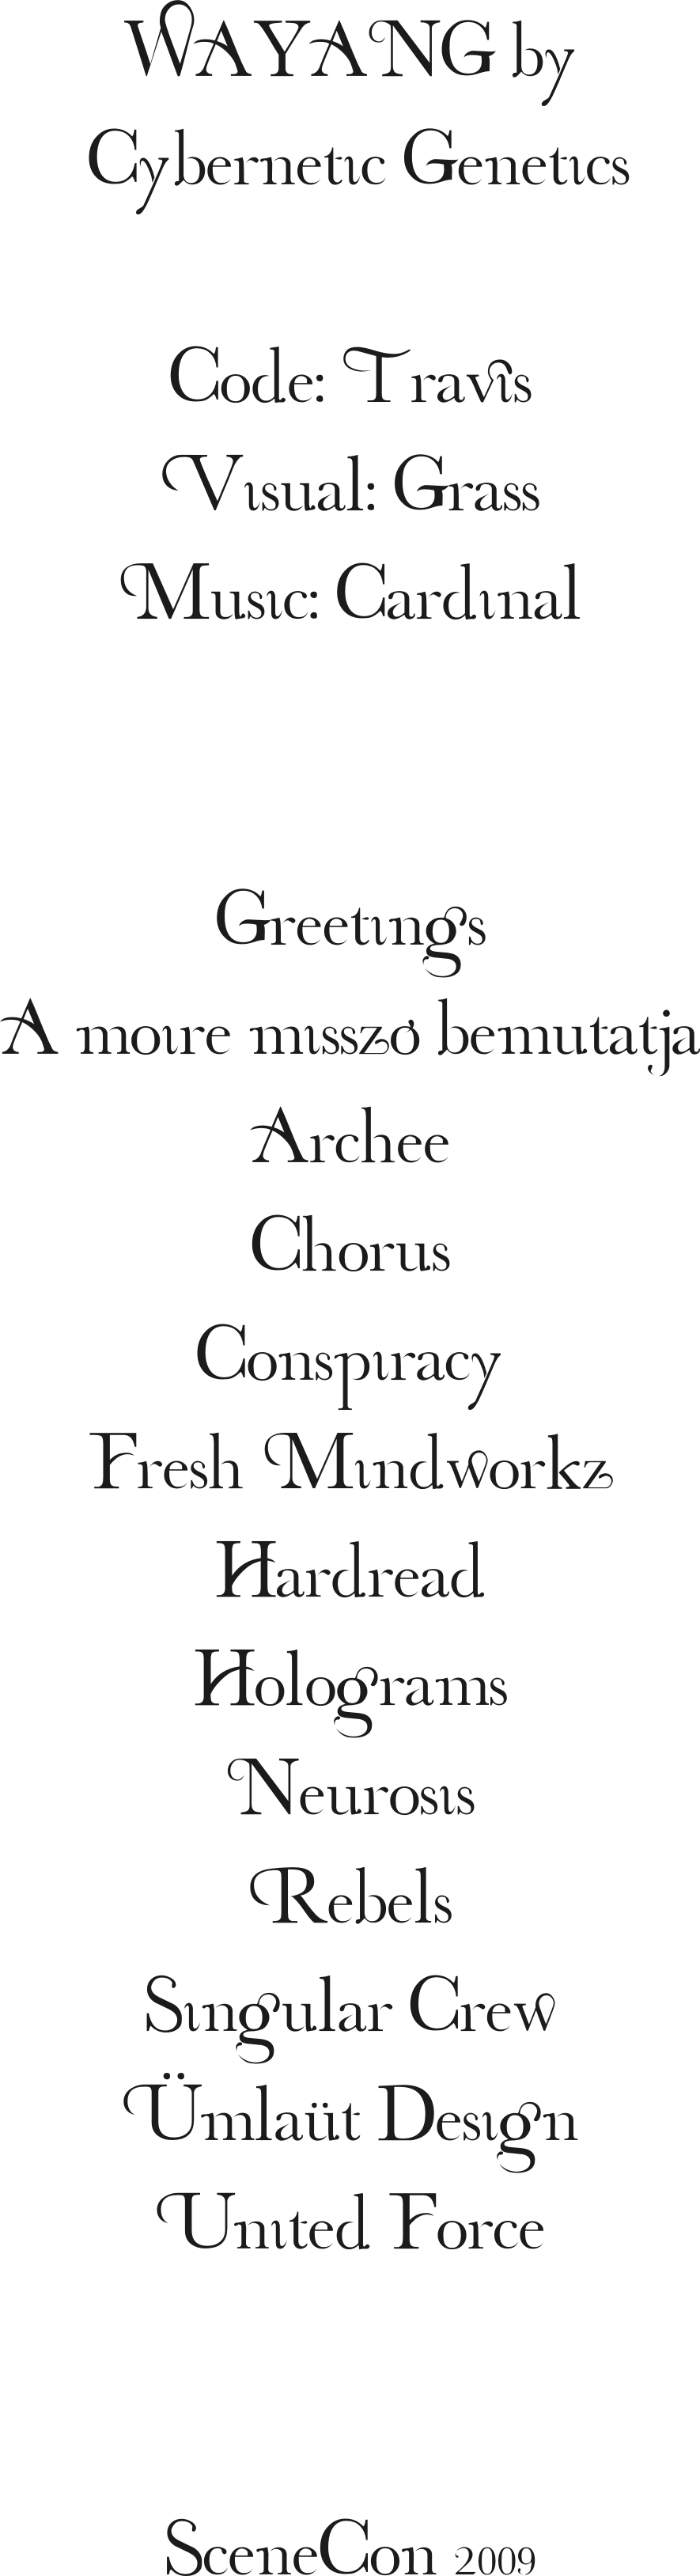 WAYANG by
Cybernetic Genetics
Code: Travis
Visual: Grass
Music: Cardinal
Greetings
A moire misszó bemutatja
Archee
Chorus
Conspiracy
Fresh Mindworkz
Hardread
Holograms
Neurosis
Rebels
Singular Crew
Ümlaüt Design
United Force
SceneCon 2009